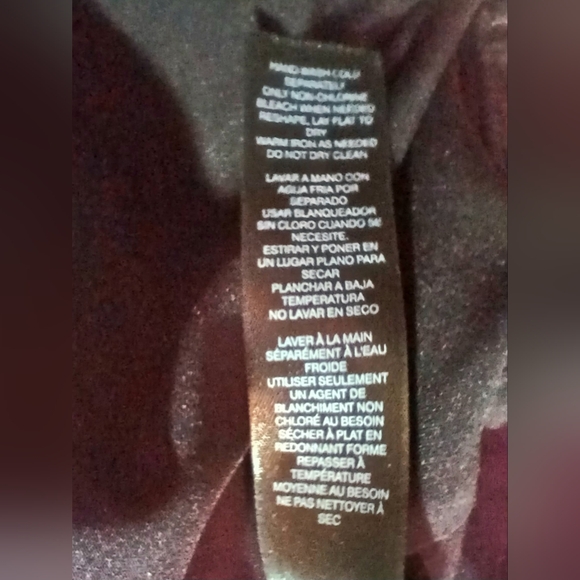 HAND WASH COLD
SEPARATELY
ONLY NON-CHLORINE
BLEACH WHEN NEEDED
RESHAPE, LAY FLAT TO
DRY
WARM IRON AS NEEDED
DO NOT DRY CLEAN
LAVAR A MANO CON
AGUA FRIA POR
SEPARADO
USAR BLANQUEADOR
SIN CLORO CUANDO SE
NECESITE.
ESTIRAR Y PONER EN
UN LUGAR PLANO PARA
SECAR
PLANCHAR A BAJA
TEMPERATURA
NO LAVAR EN SECO
LAVER À LA MAIN
SÉPARÉMENT À L'EAU
FROIDE
UTILISER SEULEMENT
UN AGENT DE
BLANCHIMENT NON
CHLORÉ AU BESOIN
SÉCHER À PLAT EN
REDONNANT FORME
REPASSER À
TEMPÉRATURE
MOYENNE AU BESOIN
NE PAS NETTOYER À
SEC